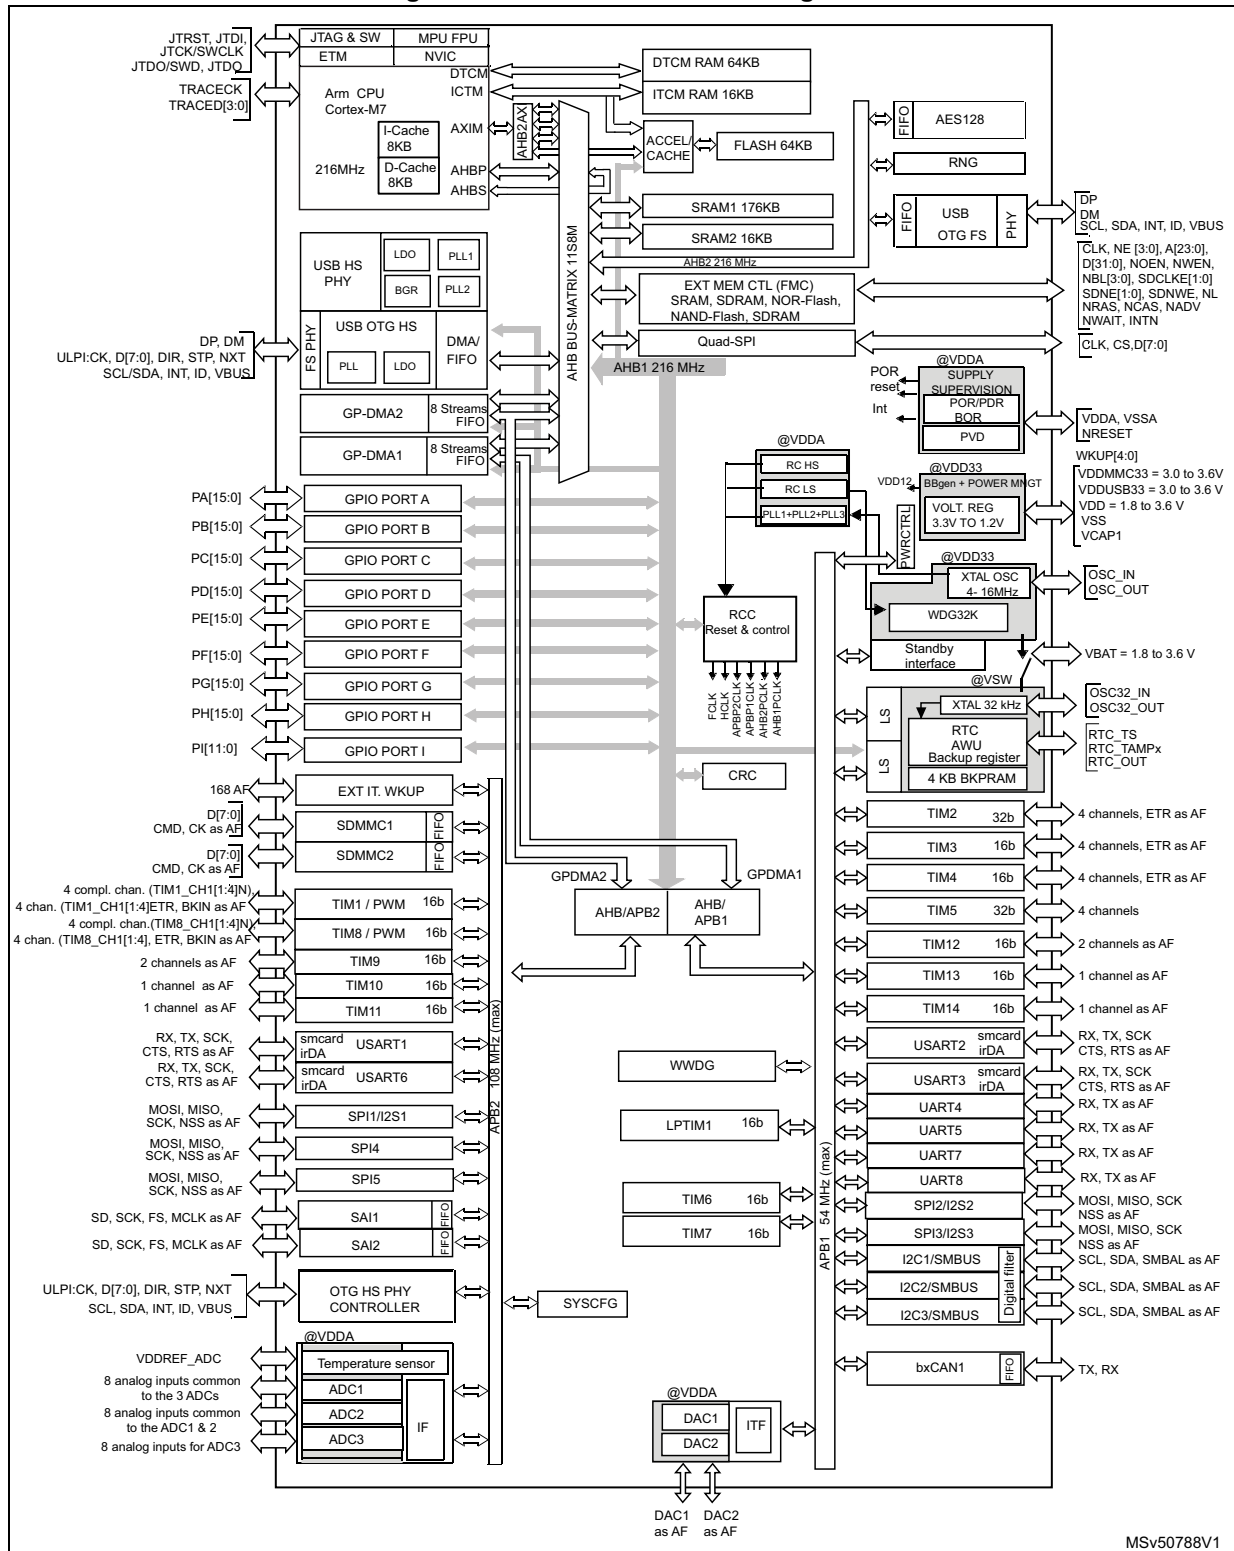 JTRST, JTDI,
JTCK/SWCLK
JTDO/SWD, JTDO
TRACECK
TRACED[3:0]
JTAG & SW
MPU FPU
ETM
NVIC
DTCM
ICTM
Arm CPU
Cortex-M7
AXIM
I-Cache
8KB
216MHz
D-Cache
8KB
AHBP
AHBS
AHB2AX
DTCM RAM 64KB
ITCM RAM 16KB
ACCEL/
CACHE
FLASH 64KB
SRAM1 176KB
SRAM2 16KB
AHB2 216 MHz
EXT MEM CTL (FMC)
SRAM, SDRAM, NOR-Flash,
NAND-Flash, SDRAM
Quad-SPI
AHB BUS-MATRIX 11S8M
AHB1 216 MHz
FIFO
AES128
RNG
FIFO
USB
OTG FS
PHY
DP
DM
SCL, SDA, INT, ID, VBUS
CLK, NE [3:0], A[23:0],
D[31:0], NOEN, NWEN,
NBL[3:0], SDCLKE[1:0]
SDNE[1:0], SDNWE, NL
NRAS, NCAS, NADV
NWAIT, INTN
CLK, CS,D[7:0]
USB HS
PHY
LDO
PLL1
BGR
PLL2
DP, DM
ULPI:CK, D[7:0], DIR, STP, NXT
SCL/SDA, INT, ID, VBUS
FS PHY
USB OTG HS
PLL
LDO
DMA/
FIFO
GP-DMA2
8 Streams
FIFO
GP-DMA1
8 Streams
FIFO
@VDDA
POR
reset
Int
SUPPLY
SUPERVISION
POR/PDR
BOR
PVD
VDDA, VSSA
NRESET
WKUP[4:0]
@VDDA
RC HS
RC LS
PLL1+PLL2+PLL3
@VDD33
VDD12
BBgen + POWER MNGT
VOLT. REG
3.3V TO 1.2V
PWRCTRL
VDDMMC33 = 3.0 to 3.6V
VDDUSB33 = 3.0 to 3.6 V
VDD = 1.8 to 3.6 V
VSS
VCAP1
@VDD33
XTAL OSC
4- 16MHz
WDG32K
Standby
interface
OSC_IN
OSC_OUT
VBAT = 1.8 to 3.6 V
@VSW
LS
LS
XTAL 32 kHz
RTC
AWU
Backup register
4 KB BKPRAM
OSC32_IN
OSC32_OUT
RTC_TS
RTC_TAMPx
RTC_OUT
PA[15:0]
GPIO PORT A
PB[15:0]
GPIO PORT B
PC[15:0]
GPIO PORT C
PD[15:0]
GPIO PORT D
PE[15:0]
GPIO PORT E
PF[15:0]
GPIO PORT F
PG[15:0]
GPIO PORT G
PH[15:0]
GPIO PORT H
PI[11:0]
GPIO PORT I
RCC
Reset & control
FCLK
HCLK
APBP2CLK
APBP1CLK
AHB2PCLK
AHB1PCLK
CRC
168 AF
EXT IT. WKUP
D[7:0]
CMD, CK as AF
SDMMC1
FIFO
D[7:0]
CMD, CK as AF
SDMMC2
FIFO
4 compl. chan. (TIM1_CH1[1:4]N),
4 chan. (TIM1_CH1[1:4]ETR, BKIN as AF
TIM1 / PWM
16b
4 compl. chan.(TIM8_CH1[1:4]N),
4 chan. (TIM8_CH1[1:4], ETR, BKIN as AF
TIM8 / PWM
16b
2 channels as AF
TIM9
16b
1 channel as AF
TIM10
16b
1 channel as AF
TIM11
16b
RX, TX, SCK,
CTS, RTS as AF
smcard
irDA
USART1
RX, TX, SCK,
CTS, RTS as AF
smcard
irDA
USART6
MOSI, MISO,
SCK, NSS as AF
SPI1/I2S1
MOSI, MISO,
SCK, NSS as AF
SPI4
MOSI, MISO,
SCK, NSS as AF
SPI5
SD, SCK, FS, MCLK as AF
SAI1
FIFO
SD, SCK, FS, MCLK as AF
SAI2
FIFO
ULPI:CK, D[7:0], DIR, STP, NXT
SCL, SDA, INT, ID, VBUS
OTG HS PHY
CONTROLLER
APB2 108 MHz (max)
SYSCFG
VDDREF_ADC
@VDDA
Temperature sensor
8 analog inputs common
to the 3 ADCs
ADC1
8 analog inputs common
to the ADC1 & 2
ADC2
8 analog inputs for ADC3
ADC3
IF
GPDMA2
GPDMA1
AHB/APB2
AHB/
APB1
WWDG
LPTIM1
16b
TIM6
16b
TIM7
16b
@VDDA
DAC1
DAC2
ITF
DAC1
as AF
DAC2
as AF
APB1 54 MHz (max)
TIM2
32b
4 channels, ETR as AF
TIM3
16b
4 channels, ETR as AF
TIM4
16b
4 channels, ETR as AF
TIM5
32b
4 channels
TIM12
16b
2 channels as AF
TIM13
16b
1 channel as AF
TIM14
16b
1 channel as AF
USART2
smcard
irDA
RX, TX, SCK
CTS, RTS as AF
USART3
smcard
irDA
RX, TX, SCK
CTS, RTS as AF
UART4
RX, TX as AF
UART5
RX, TX as AF
UART7
RX, TX as AF
UART8
RX, TX as AF
SPI2/I2S2
MOSI, MISO, SCK
NSS as AF
SPI3/I2S3
MOSI, MISO, SCK
NSS as AF
I2C1/SMBUS
SCL, SDA, SMBAL as AF
I2C2/SMBUS
SCL, SDA, SMBAL as AF
I2C3/SMBUS
SCL, SDA, SMBAL as AF
Digital filter
bxCAN1
FIFO
TX, RX
MSv50788V1